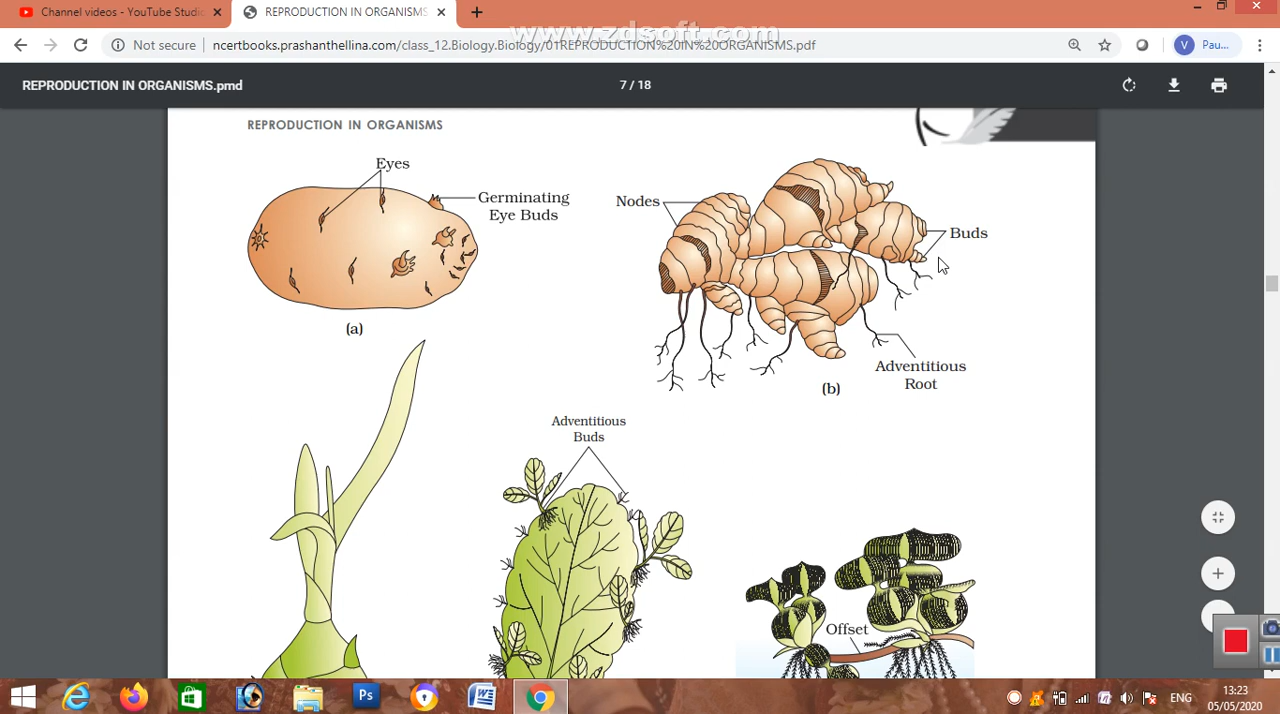 Channel videos - YouTube Studio
REPRODUCTION IN ORGANISMS
www.zdsoft.com
Not secure
ncertbooks.prashanthellina.com/class_12.Biology.Biology/01REPRODUCTION%20IN%20ORGANISMS.pdf
V
Pau...
REPRODUCTION IN ORGANISMS.pmd
7 / 18
REPRODUCTION IN ORGANISMS
Eyes
Germinating
Eye Buds
(a)
Nodes
Buds
Adventitious
Root
(b)
Adventitious
Buds
Offset
Ps
W
ENG
13:23
05/05/2020